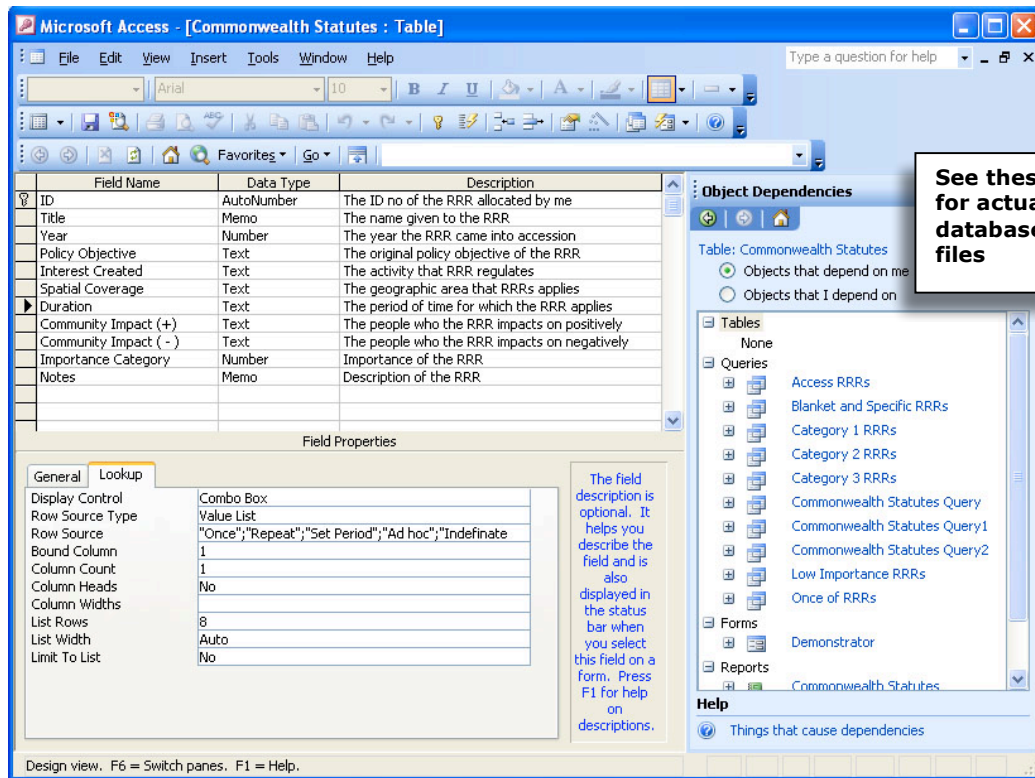 Microsoft Access - [Commonwealth Statutes : Table]
File Edit View Insert Tools Window Help
Type a question for help
Arial 10 B I U A
Favorites Go
Field Name Data Type Description
ID AutoNumber The ID no of the RRR allocated by me
Title Memo The name given to the RRR
Year Number The year the RRR came into accession
Policy Objective Text The original policy objective of the RRR
Interest Created Text The activity that RRR regulates
Spatial Coverage Text The geographic area that RRRs applies
Duration Text The period of time for which the RRR applies
Community Impact (+) Text The people who the RRR impacts on positively
Community Impact ( - ) Text The people who the RRR impacts on negatively
Importance Category Number Importance of the RRR
Notes Memo Description of the RRR
Field Properties
General Lookup
Display Control Combo Box
Row Source Type Value List
Row Source "Once";"Repeat";"Set Period";"Ad hoc";"Indefinate
Bound Column 1
Column Count 1
Column Heads No
Column Widths
List Rows 8
List Width Auto
Limit To List No
The field
description is
optional. It
helps you
describe the
field and is
also
displayed in
the status
bar when
you select
this field on a
form. Press
F1 for help
on
descriptions.
Object Dependencies
Table: Commonwealth Statutes
Objects that depend on me
Objects that I depend on
Tables
None
Queries
Access RRRs
Blanket and Specific RRRs
Category 1 RRRs
Category 2 RRRs
Category 3 RRRs
Commonwealth Statutes Query
Commonwealth Statutes Query1
Commonwealth Statutes Query2
Low Importance RRRs
Once of RRRs
Forms
Demonstrator
Reports
Commonwealth Statutes
Help
Things that cause dependencies
See thes
for actua
database
files
Design view. F6 = Switch panes. F1 = Help.